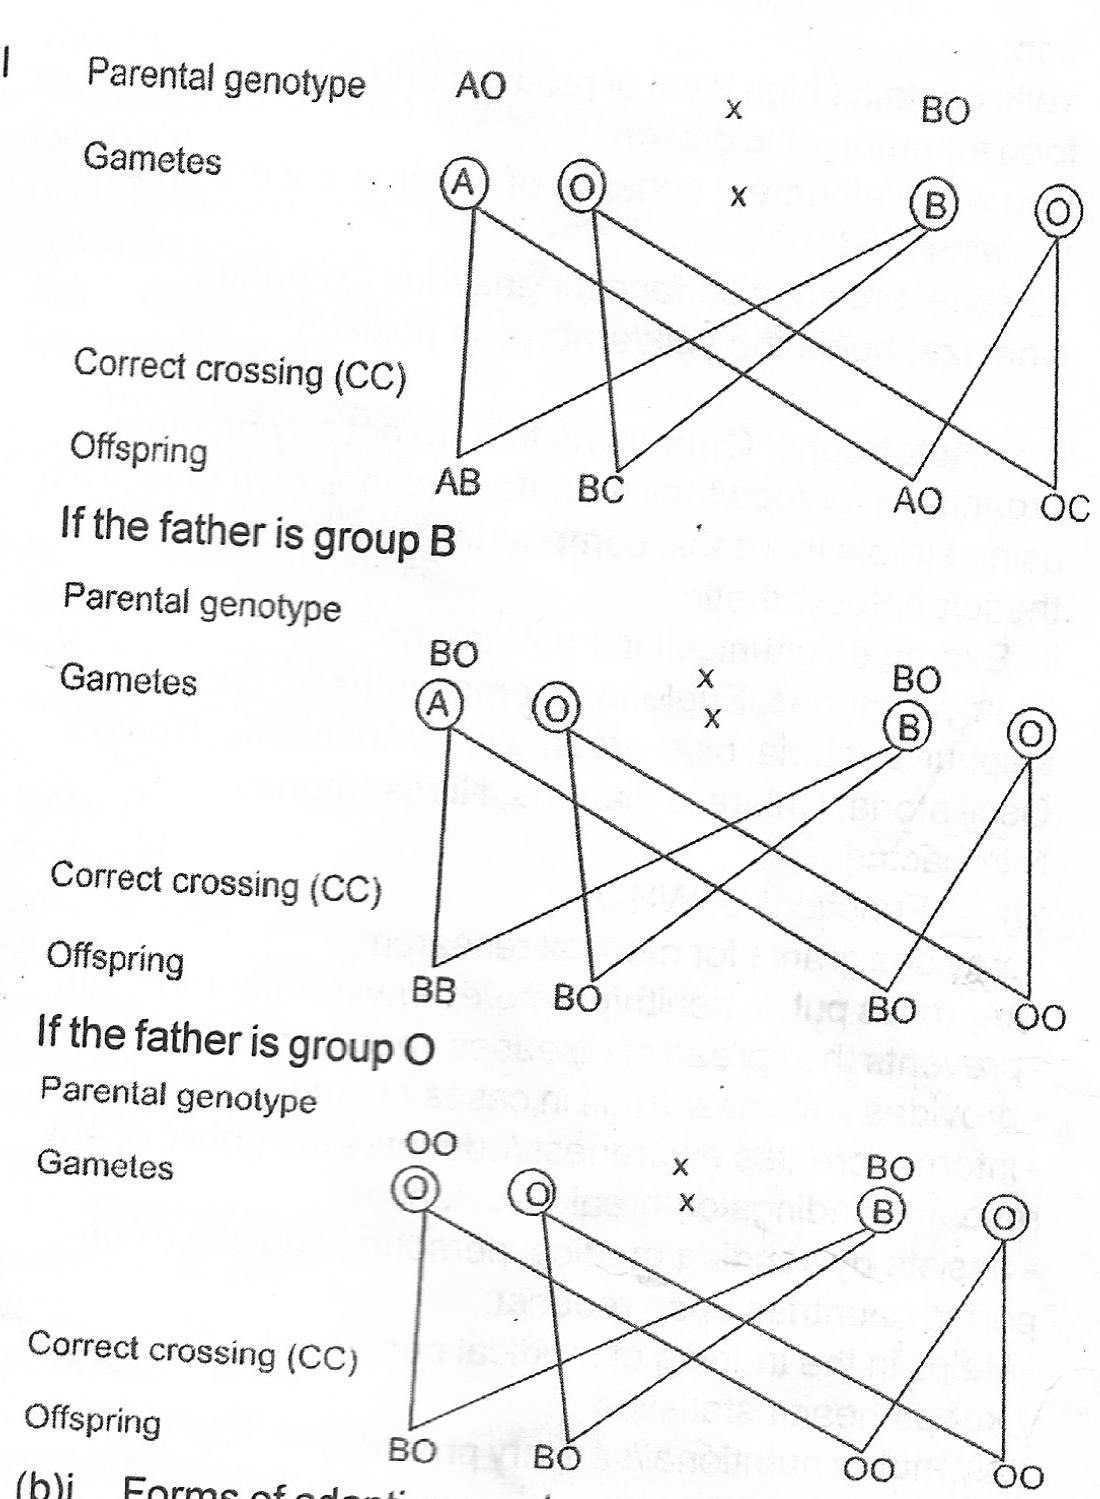 I
Parental genotype AO x BO
Gametes A O x B O
Correct crossing (CC)
Offspring
AB BC AO OC
If the father is group B
Parental genotype
BO x BO
Gametes A O x B O
Correct crossing (CC)
Offspring
BB BO BO OO
If the father is group O
Parental genotype
OO x BO
Gametes O O x B O
Correct crossing (CC)
Offspring
BO BO OO OO
(b)i Forms of